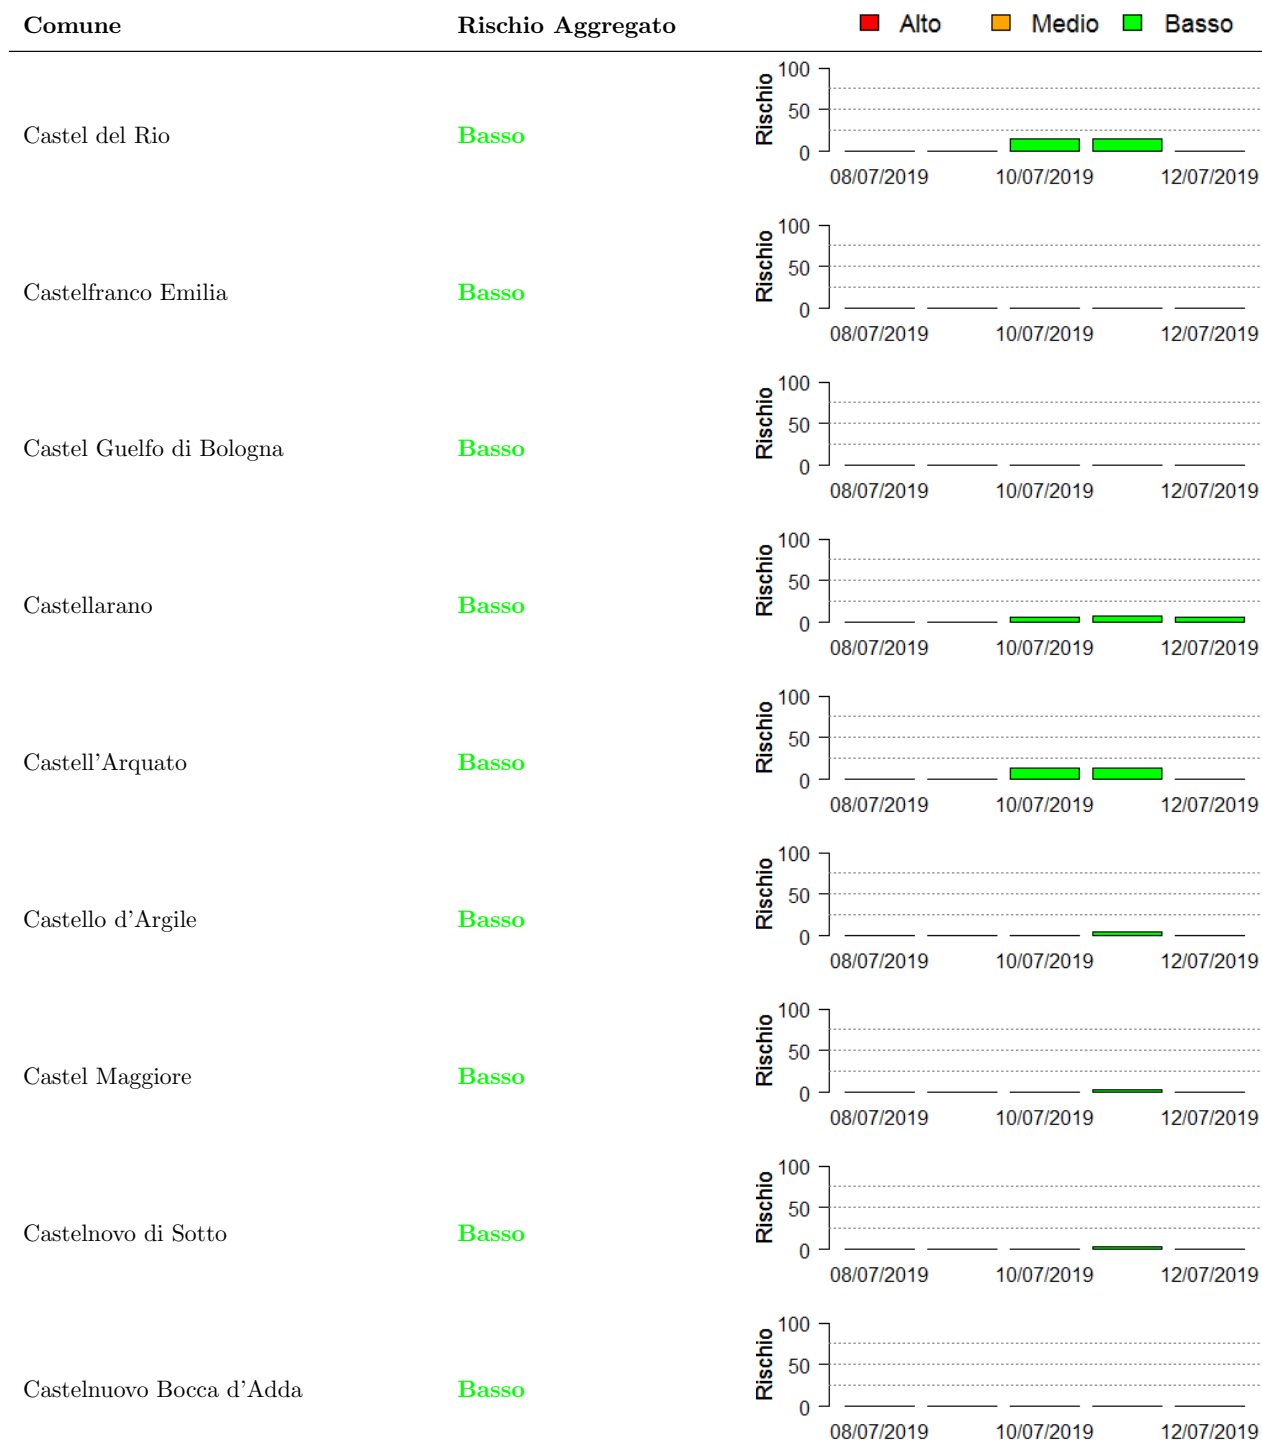 Comune Rischio Aggregato Alto Medio Basso
100
Rischio
50
Castel del Rio Basso
0
08/07/2019 10/07/2019 12/07/2019
100
Rischio
50
Castelfranco Emilia Basso
0
08/07/2019 10/07/2019 12/07/2019
100
Rischio
50
Castel Guelfo di Bologna Basso
0
08/07/2019 10/07/2019 12/07/2019
100
Rischio
50
Castellarano Basso
0
08/07/2019 10/07/2019 12/07/2019
100
Rischio
50
Castell'Arquato Basso
0
08/07/2019 10/07/2019 12/07/2019
100
Rischio
50
Castello d'Argile Basso
0
08/07/2019 10/07/2019 12/07/2019
100
Rischio
50
Castel Maggiore Basso
0
08/07/2019 10/07/2019 12/07/2019
100
Rischio
50
Castelnovo di Sotto Basso
0
08/07/2019 10/07/2019 12/07/2019
100
Rischio
50
Castelnuovo Bocca d'Adda Basso
0
08/07/2019 10/07/2019 12/07/2019